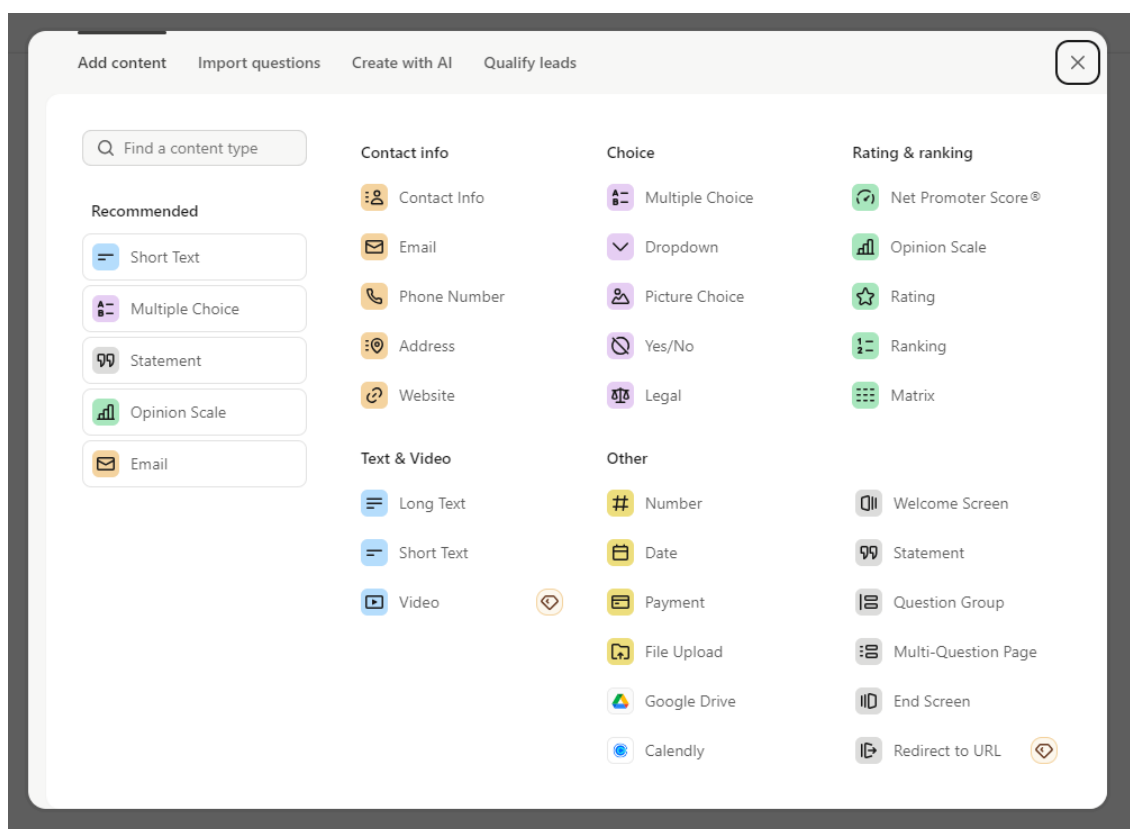 Add content
Import questions
Create with AI
Qualify leads
Find a content type
Recommended
Short Text
Multiple Choice
Statement
Opinion Scale
Email
Contact info
Contact Info
Email
Phone Number
Address
Website
Choice
Multiple Choice
Dropdown
Picture Choice
Yes/No
Legal
Rating & ranking
Net Promoter Score®
Opinion Scale
Rating
Ranking
Matrix
Text & Video
Long Text
Short Text
Video
Other
Number
Date
Payment
File Upload
Google Drive
Calendly
Welcome Screen
Statement
Question Group
Multi-Question Page
End Screen
Redirect to URL